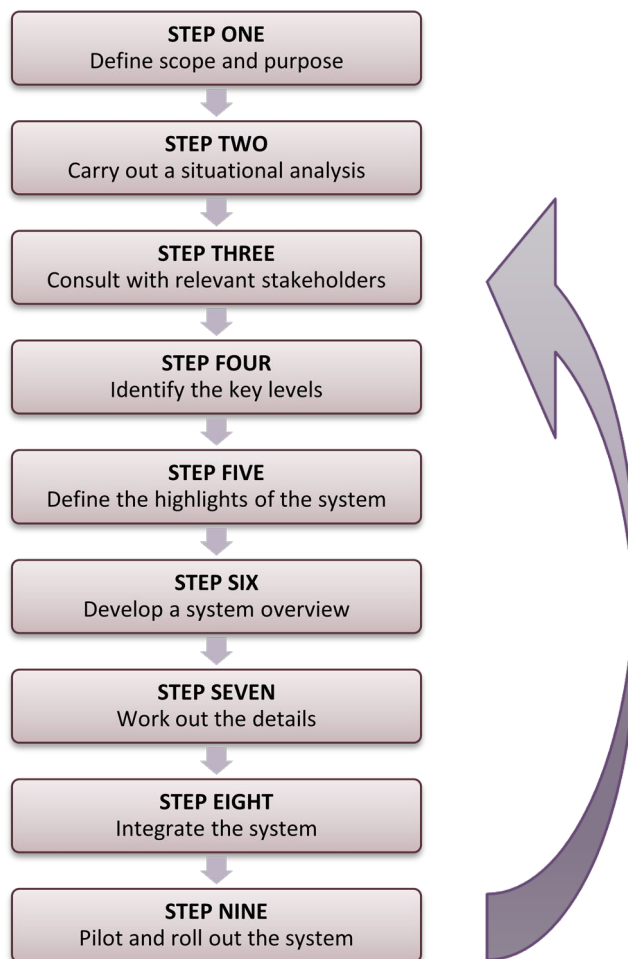 STEP ONE
Define scope and purpose
STEP TWO
Carry out a situational analysis
STEP THREE
Consult with relevant stakeholders
STEP FOUR
Identify the key levels
STEP FIVE
Define the highlights of the system
STEP SIX
Develop a system overview
STEP SEVEN
Work out the details
STEP EIGHT
Integrate the system
STEP NINE
Pilot and roll out the system